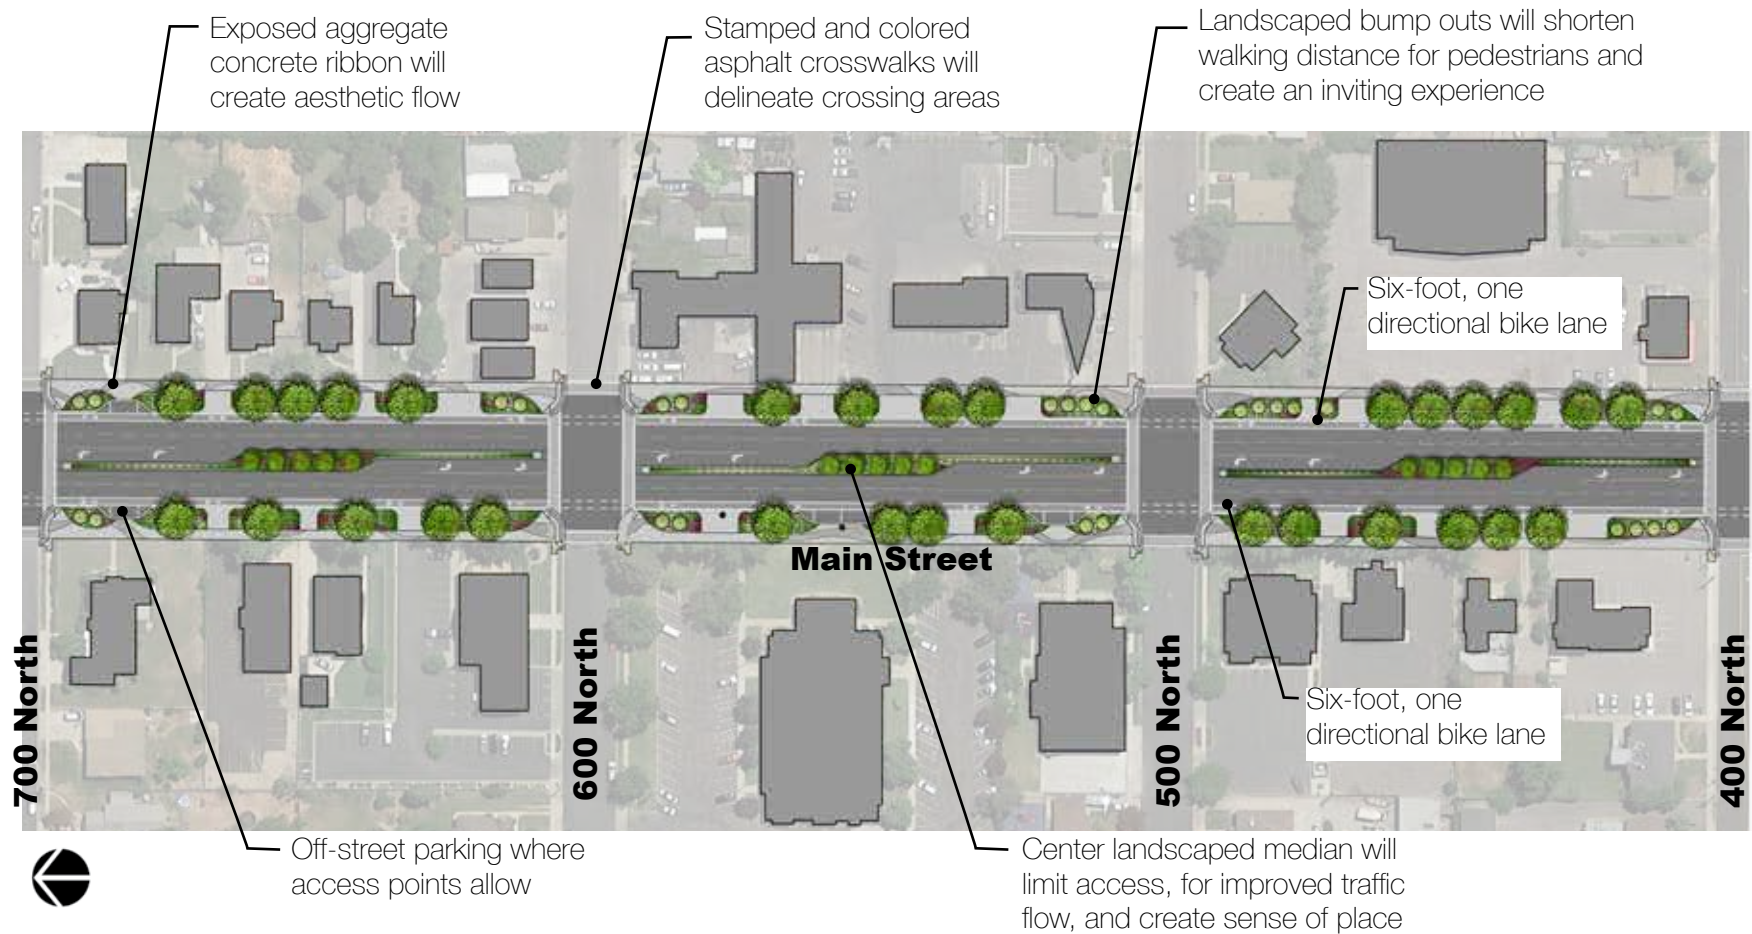 Exposed aggregate
concrete ribbon will
create aesthetic flow
Stamped and colored
asphalt crosswalks will
delineate crossing areas
Landscaped bump outs will shorten
walking distance for pedestrians and
create an inviting experience
Six-foot, one
directional bike lane
Main Street
700 North
600 North
500 North
400 North
Six-foot, one
directional bike lane
Off-street parking where
access points allow
Center landscaped median will
limit access, for improved traffic
flow, and create sense of place